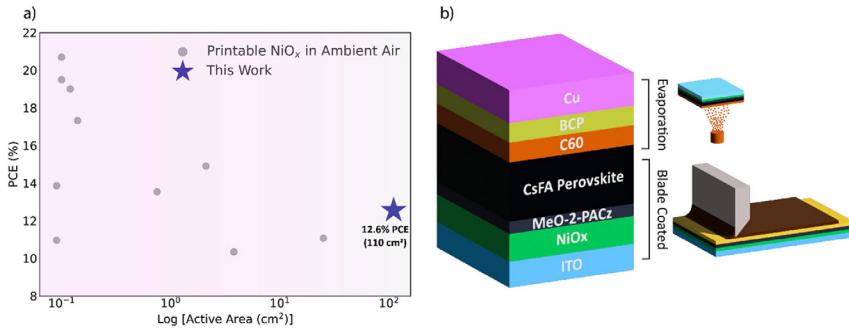 a)
22
20
18
16
14
12
10
8
PCE (%)
Printable NiOₓ in Ambient Air
This Work
12.6% PCE
(110 cm²)
10⁻¹ 10⁰ 10¹ 10²
Log [Active Area (cm²)]
b)
Cu
BCP
C60
CsFA Perovskite
MeO-2-PACz
NiOx
ITO
Evaporation
Blade Coated